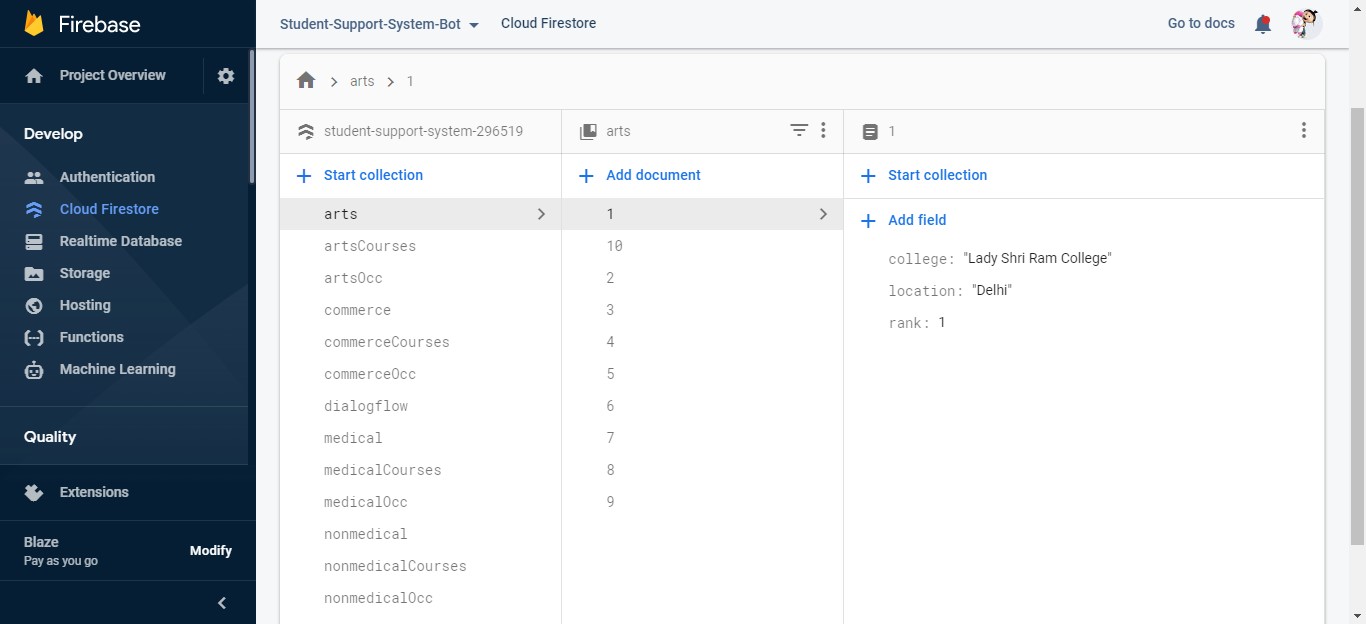 Firebase
Project Overview
Develop
Authentication
Cloud Firestore
Realtime Database
Storage
Hosting
Functions
Machine Learning
Quality
Extensions
Blaze
Pay as you go
Modify
Student-Support-System-Bot
Cloud Firestore
Go to docs
arts
1
student-support-system-296519
Start collection
arts
artsCourses
artsOcc
commerce
commerceCourses
commerceOcc
dialogflow
medical
medicalCourses
medicalOcc
nonmedical
nonmedicalCourses
nonmedicalOcc
arts
Add document
1
10
2
3
4
5
6
7
8
9
1
Start collection
Add field
college: "Lady Shri Ram College"
location: "Delhi"
rank: 1